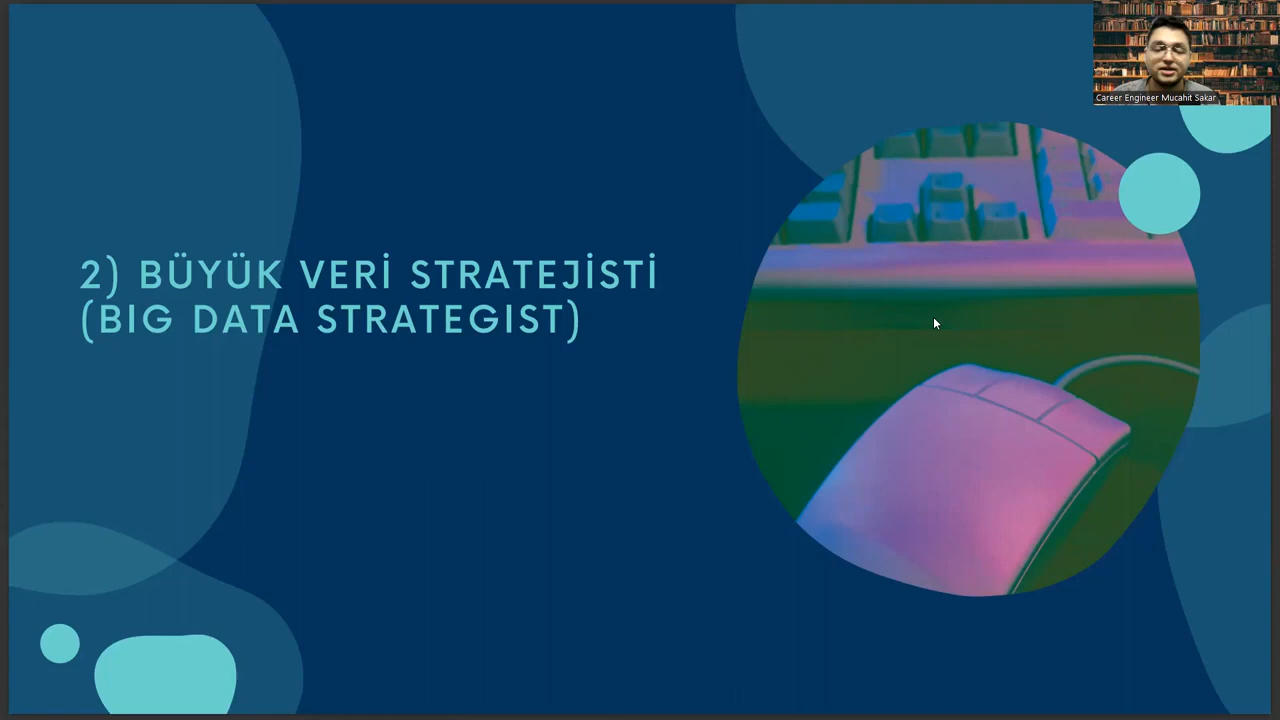 2) BÜYÜK VERİ STRATEJİSTİ
(BIG DATA STRATEGIST)
Career Engineer Mucahit Sakar